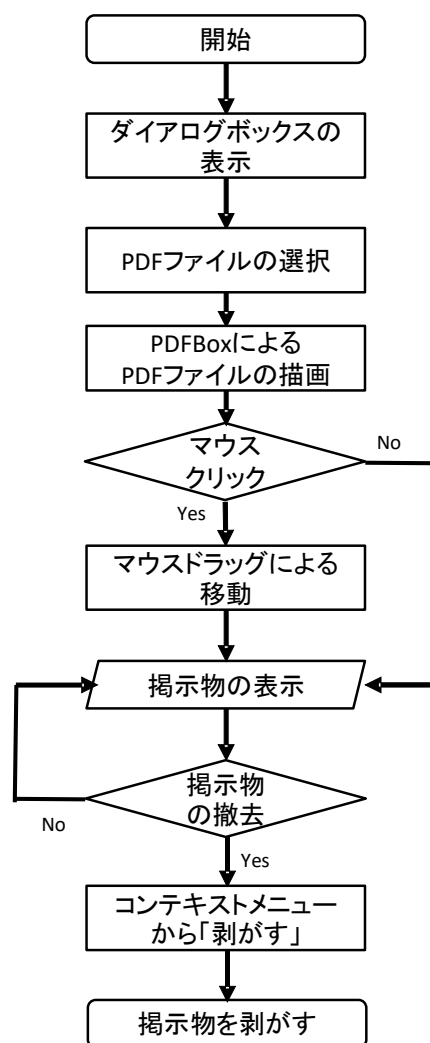 開始
ダイアログボックスの
表示
PDFファイルの選択
PDFBoxによる
PDFファイルの描画
マウス
クリック
No
Yes
マウスドラッグによる
移動
掲示物の表示
掲示物
の撤去
No
Yes
コンテキストメニュー
から「剥がす」
掲示物を剥がす